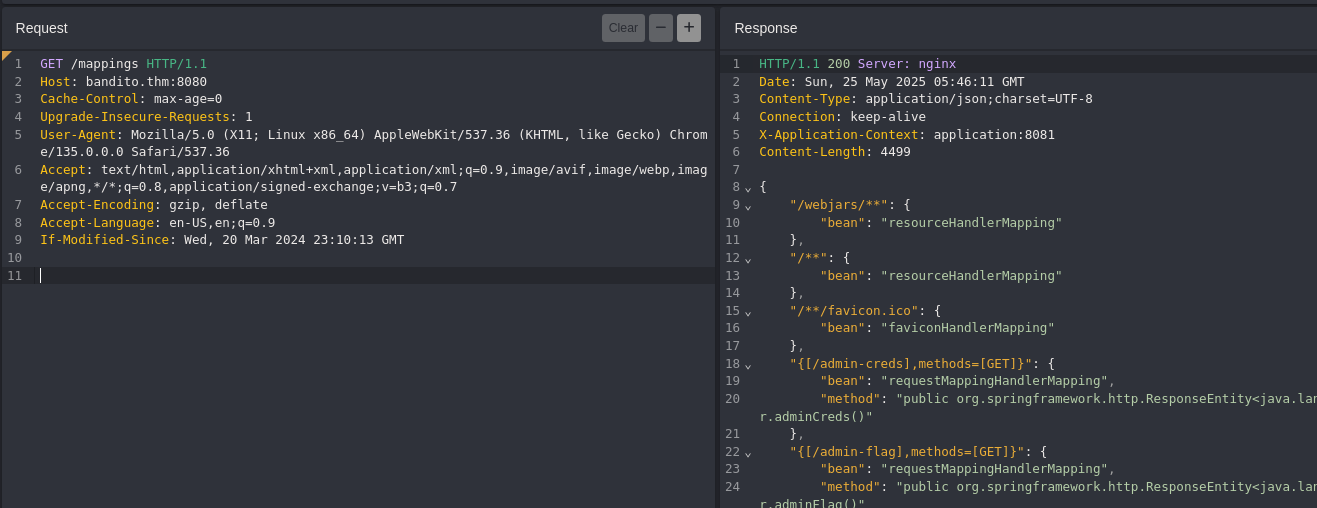 Request
Clear − +
1 GET /mappings HTTP/1.1
2 Host: bandito.thm:8080
3 Cache-Control: max-age=0
4 Upgrade-Insecure-Requests: 1
5 User-Agent: Mozilla/5.0 (X11; Linux x86_64) AppleWebKit/537.36 (KHTML, like Gecko) Chrom
e/135.0.0.0 Safari/537.36
6 Accept: text/html,application/xhtml+xml,application/xml;q=0.9,image/avif,image/webp,imag
e/apng,*/*;q=0.8,application/signed-exchange;v=b3;q=0.7
7 Accept-Encoding: gzip, deflate
8 Accept-Language: en-US,en;q=0.9
9 If-Modified-Since: Wed, 20 Mar 2024 23:10:13 GMT
10
11
Response
1 HTTP/1.1 200 Server: nginx
2 Date: Sun, 25 May 2025 05:46:11 GMT
3 Content-Type: application/json;charset=UTF-8
4 Connection: keep-alive
5 X-Application-Context: application:8081
6 Content-Length: 4499
7
8 {
9 "/webjars/**": {
10 "bean": "resourceHandlerMapping"
11 },
12 "/**": {
13 "bean": "resourceHandlerMapping"
14 },
15 "/**/favicon.ico": {
16 "bean": "faviconHandlerMapping"
17 },
18 "{[/admin-creds],methods=[GET]}": {
19 "bean": "requestMappingHandlerMapping",
20 "method": "public org.springframework.http.ResponseEntity<java.lan
r.adminCreds()"
21 },
22 "{[/admin-flag],methods=[GET]}": {
23 "bean": "requestMappingHandlerMapping",
24 "method": "public org.springframework.http.ResponseEntity<java.lan
r.adminFlag()"